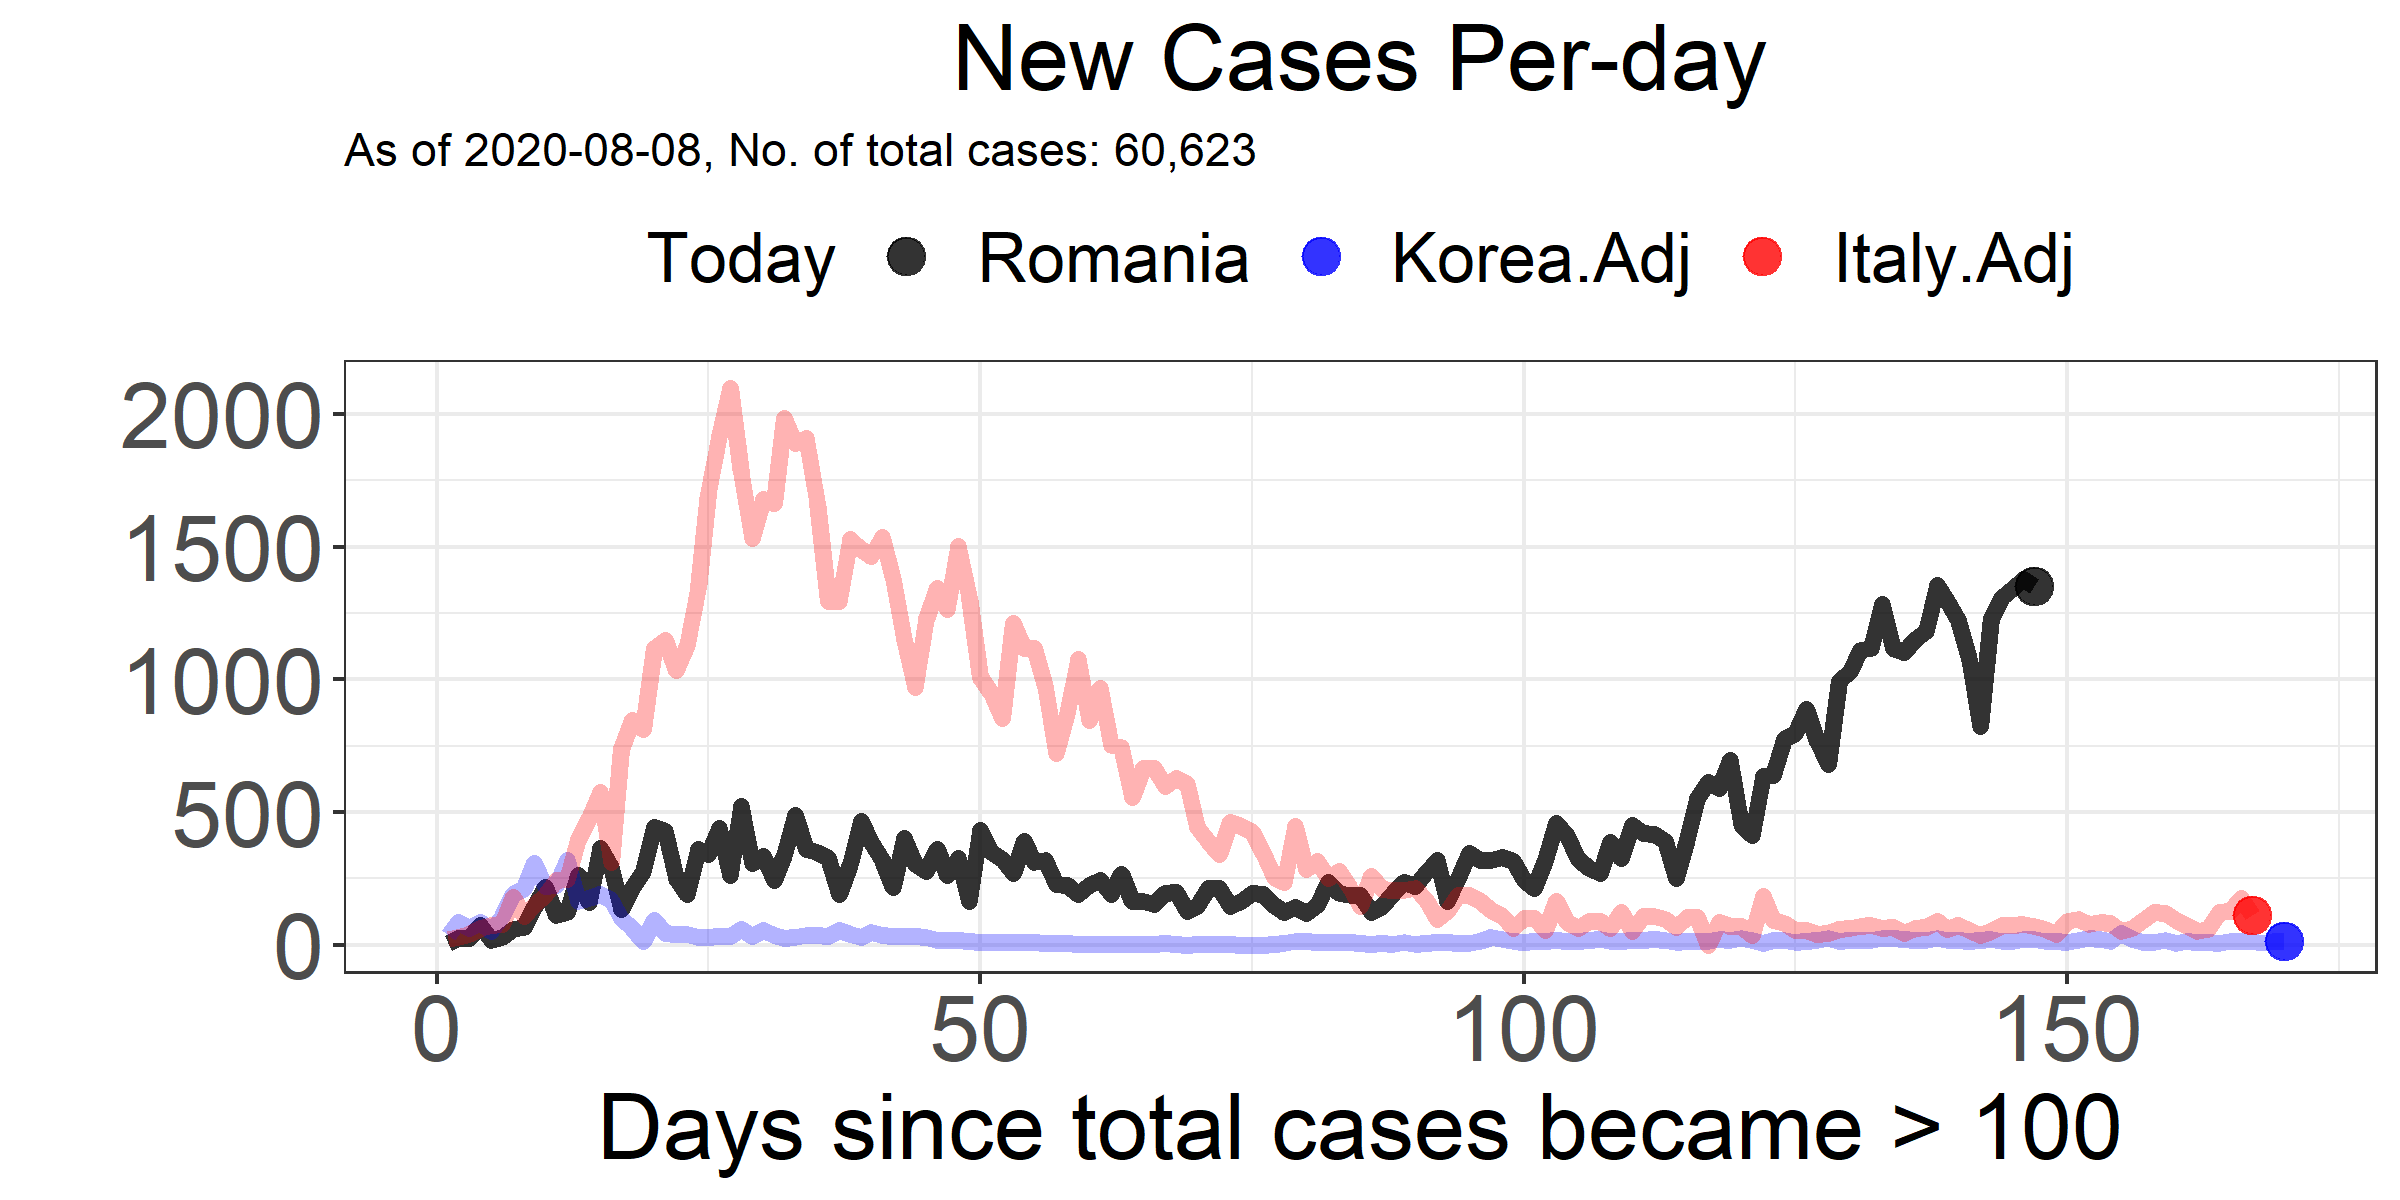 New Cases Per-day
As of 2020-08-08, No. of total cases: 60,623
Today Romania Korea.Adj Italy.Adj
2000
1500
1000
500
0
0 50 100 150
Days since total cases became > 100